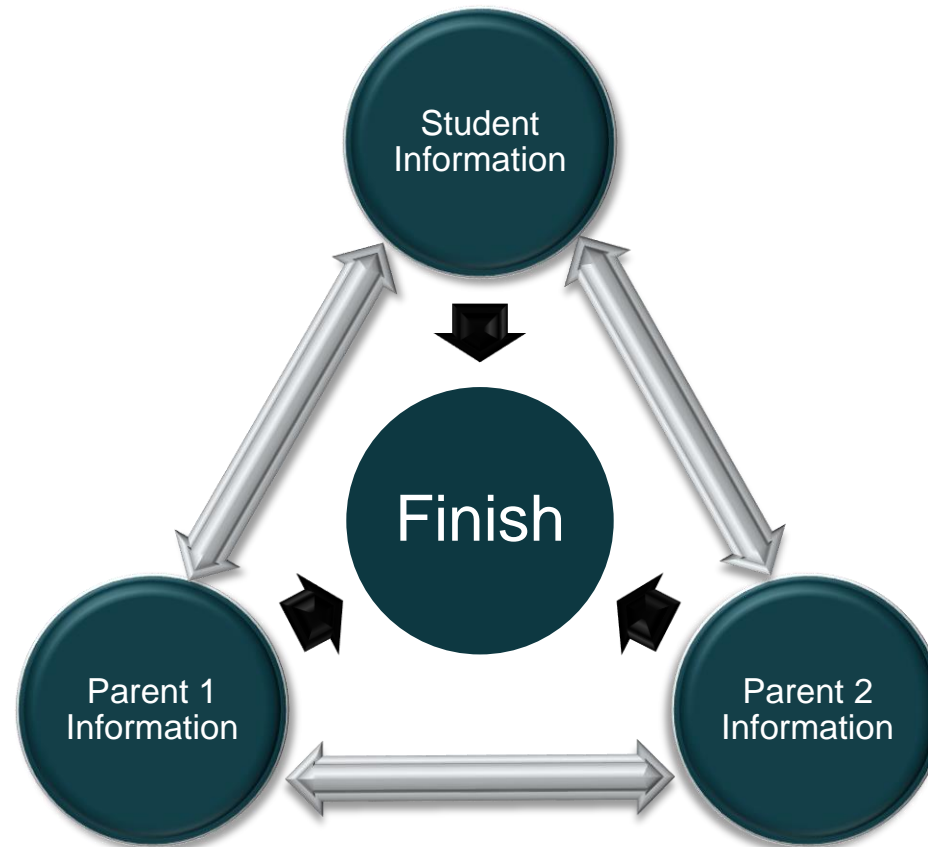 Student
Information
Finish
Parent 1
Information
Parent 2
Information